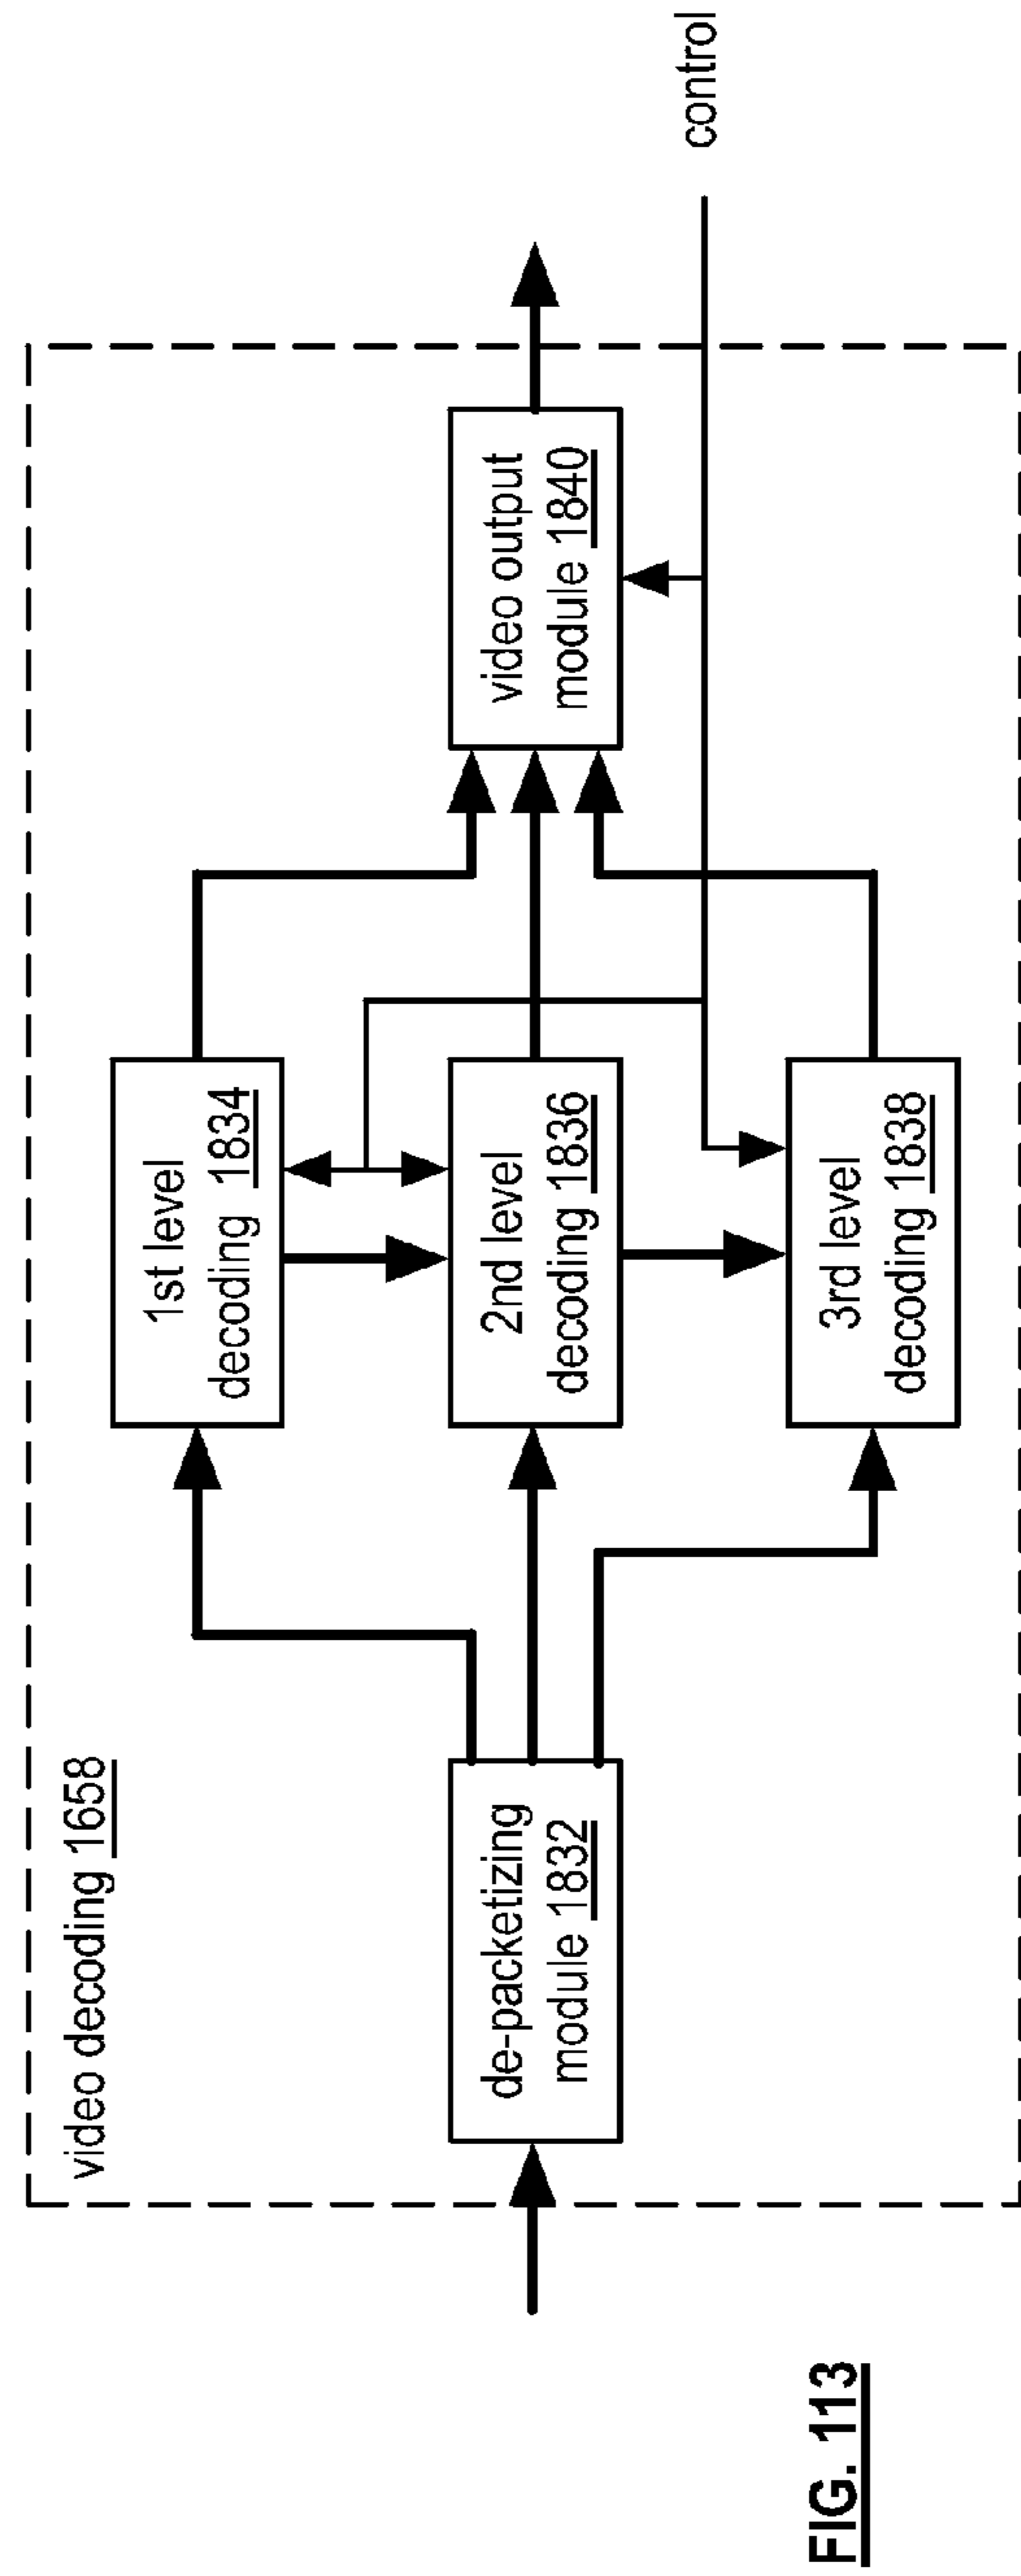 video decoding 1658
de-packetizing
module 1832
1st level
decoding 1834
2nd level
decoding 1836
3rd level
decoding 1838
video output
module 1840
control
FIG. 113